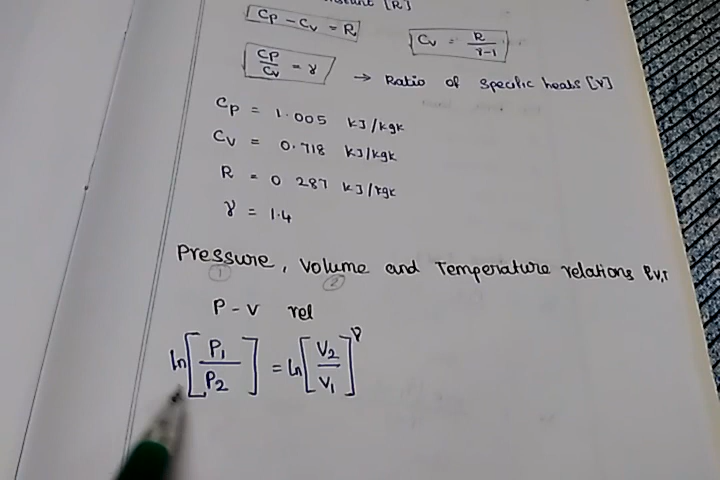 [R]
Cp - Cv = R
Cv = R/γ-1
Cp/Cv = γ → Ratio of specific heats [γ]
Cp = 1.005 kJ/kgk
Cv = 0.718 kJ/kgk
R = 0 287 kJ/kgk
γ = 1.4
Pressure, Volume and Temperature relations P,V,T
① ②
P - V rel
ln[P1/P2] = ln[V2/V1]^γ